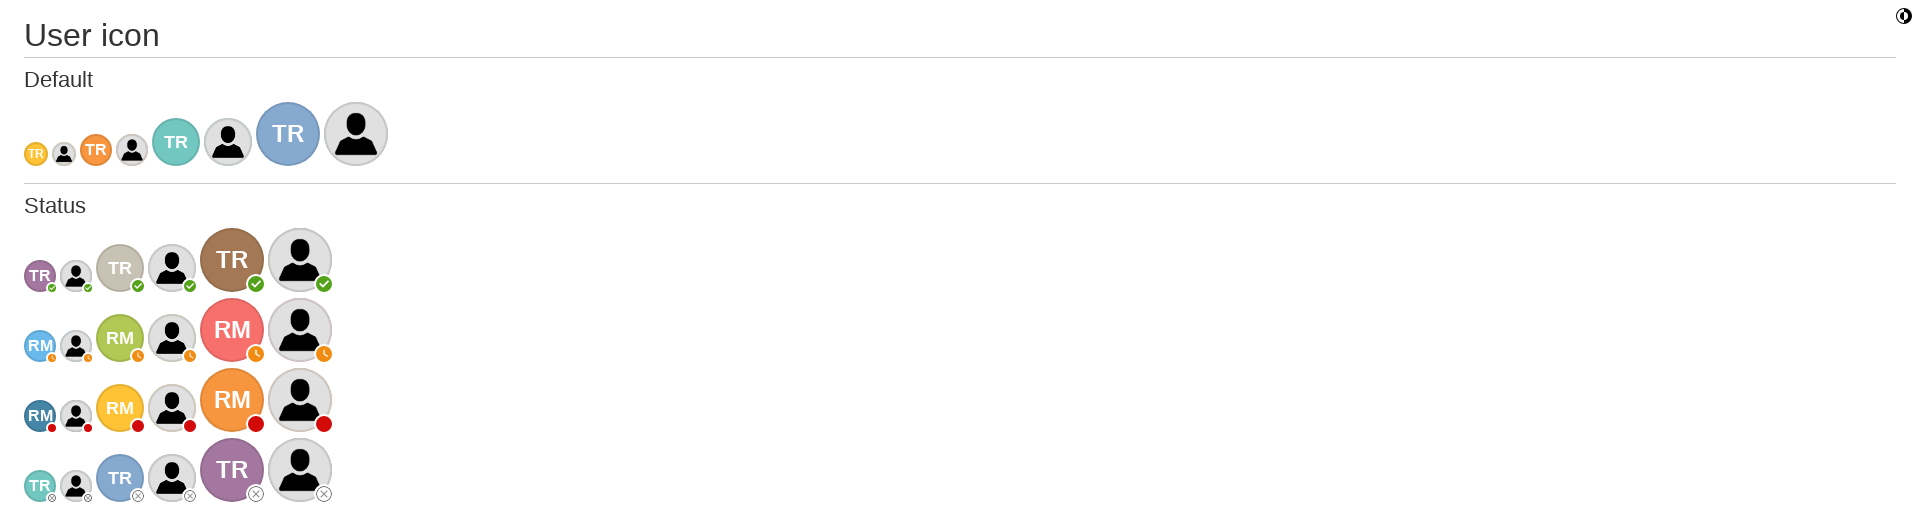 User icon
Default
TR TR TR TR
Status
TR TR TR
RM RM RM
RM RM RM
TR TR TR